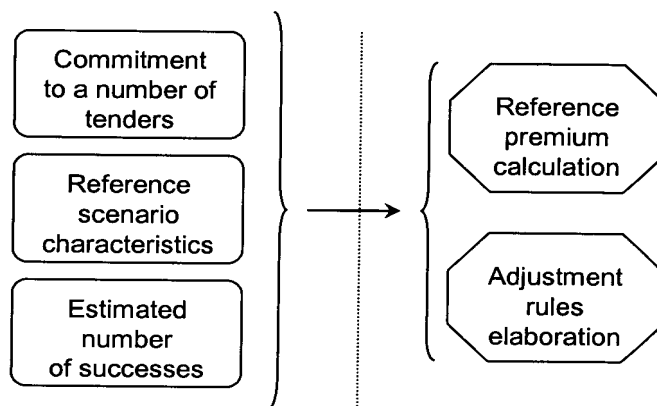 Commitment
to a number of
tenders
Reference
scenario
characteristics
Estimated
number
of successes
Reference
premium
calculation
Adjustment
rules
elaboration